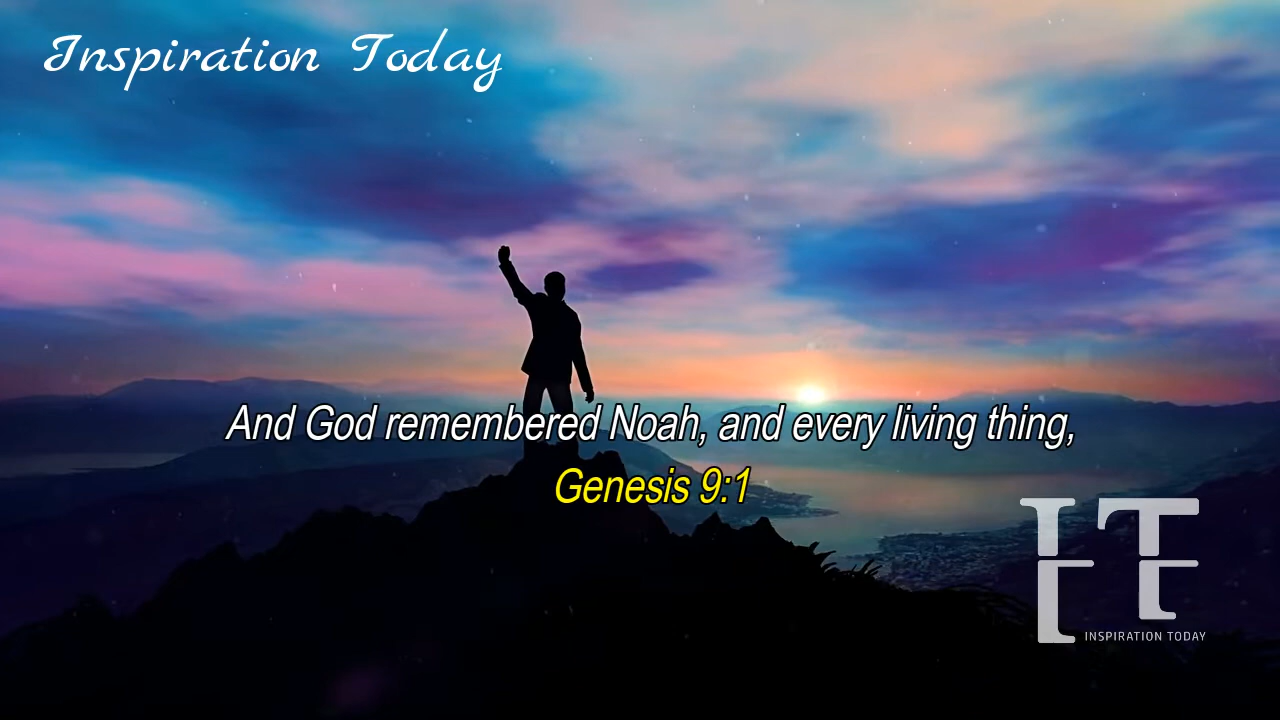 Inspiration Today
And God remembered Noah, and every living thing,
Genesis 9:1
IT
INSPIRATION TODAY